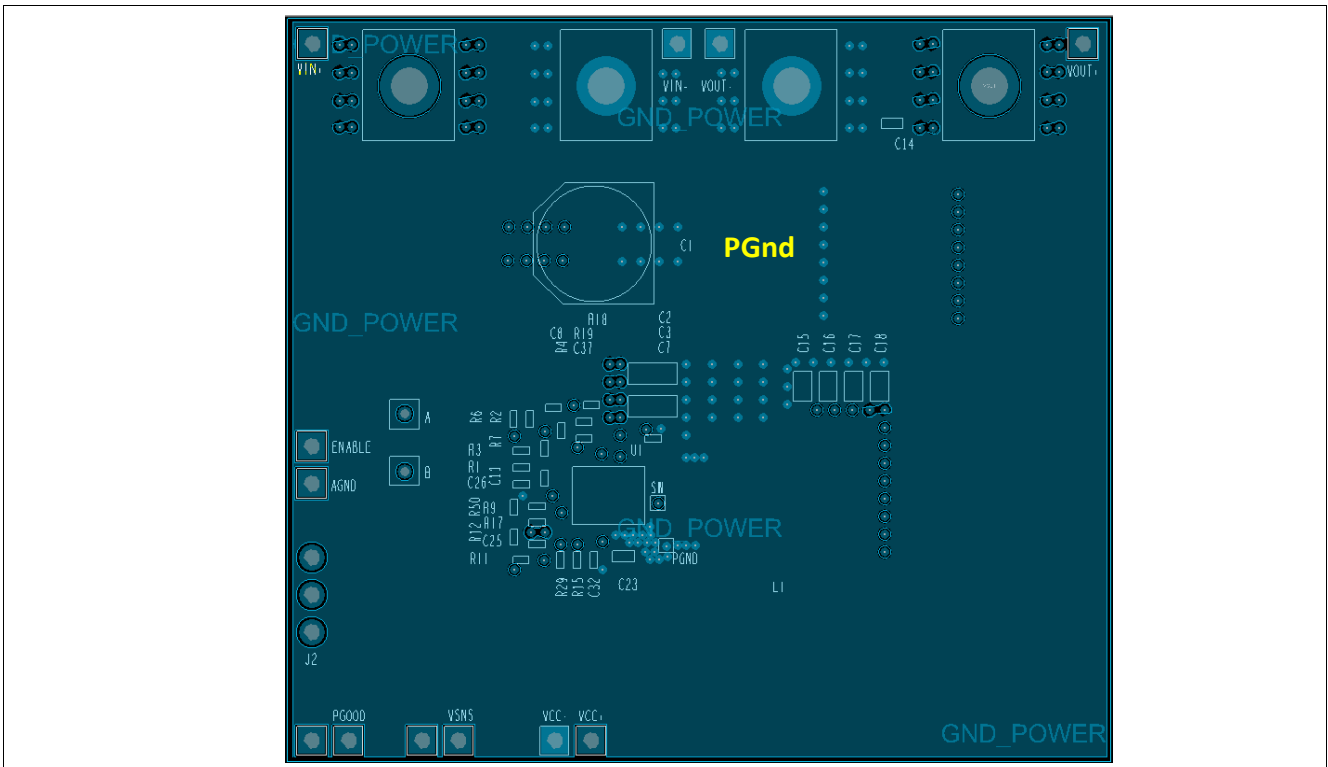 GND_POWER
VIN+
VIN-
VOUT-
VOUT+
GND_POWER
C14
C1
PGnd
GND_POWER
R18
C2
C8
R19
C3
R4
C37
C7
C15
C16
C17
C18
R6
R2
A
R7
ENABLE
R3
U1
R1
C11
B
C26
AGND
SW
R50
R9
R17
GND_POWER
R12
C25
R11
PGND
R29
R15
C32
C23
L1
J2
PGOOD
VSNS
VCC-
VCC+
GND_POWER